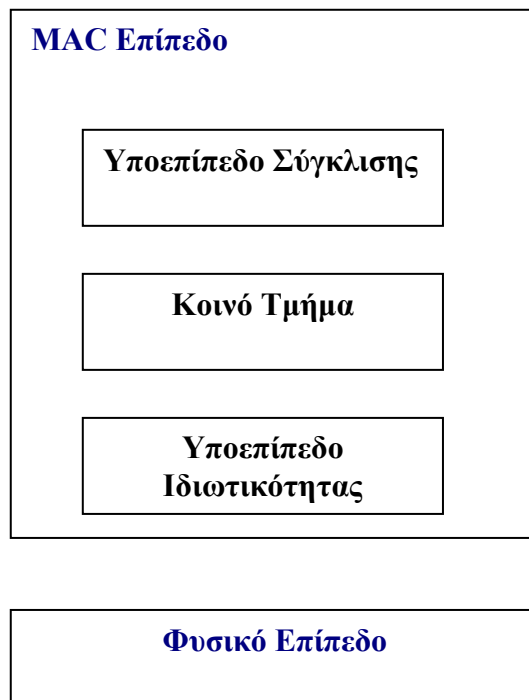 MAC Επίπεδο
Υποεπίπεδο Σύγκλισης
Κοινό Τμήμα
Υποεπίπεδο
Ιδιωτικότητας
Φυσικό Επίπεδο